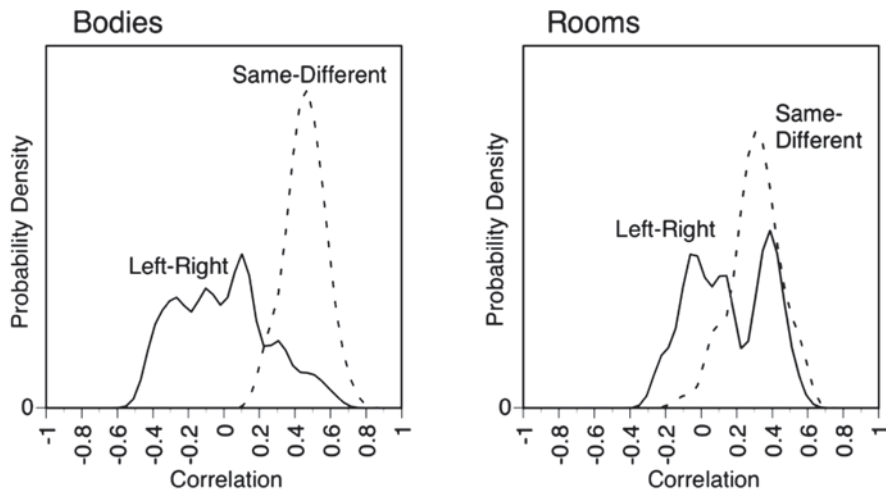 Bodies
Same-Different
Left-Right
Probability Density
0
-1
-0.8
-0.6
-0.4
-0.2
0
0.2
0.4
0.6
0.8
1
Correlation
Rooms
Same-
Different
Left-Right
Probability Density
0
-1
-0.8
-0.6
-0.4
-0.2
0
0.2
0.4
0.6
0.8
1
Correlation